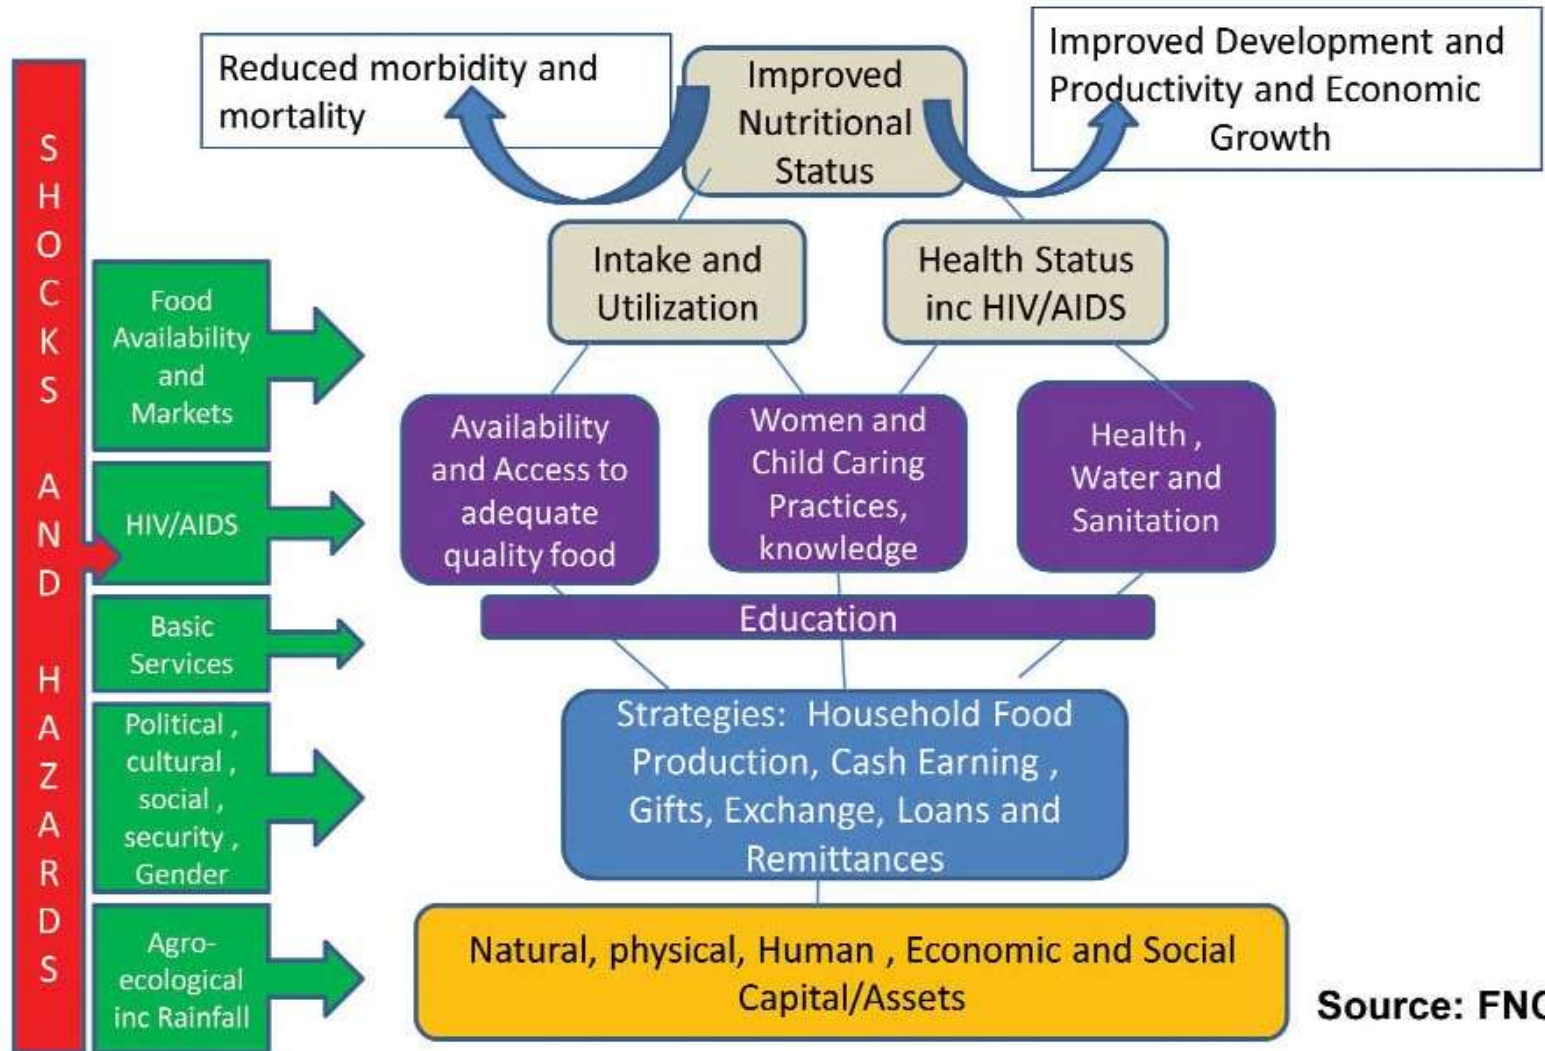 SHOCKS AND HAZARDS
Reduced morbidity and
mortality
Improved
Nutritional
Status
Improved Development and
Productivity and Economic
Growth
Intake and
Utilization
Health Status
inc HIV/AIDS
Food
Availability
and
Markets
Availability
and Access to
adequate
quality food
Women and
Child Caring
Practices,
knowledge
Health ,
Water and
Sanitation
HIV/AIDS
Education
Basic
Services
Strategies: Household Food
Production, Cash Earning ,
Gifts, Exchange, Loans and
Remittances
Political ,
cultural ,
social ,
security ,
Gender
Natural, physical, Human , Economic and Social
Capital/Assets
Agro-
ecological
inc Rainfall
Source: